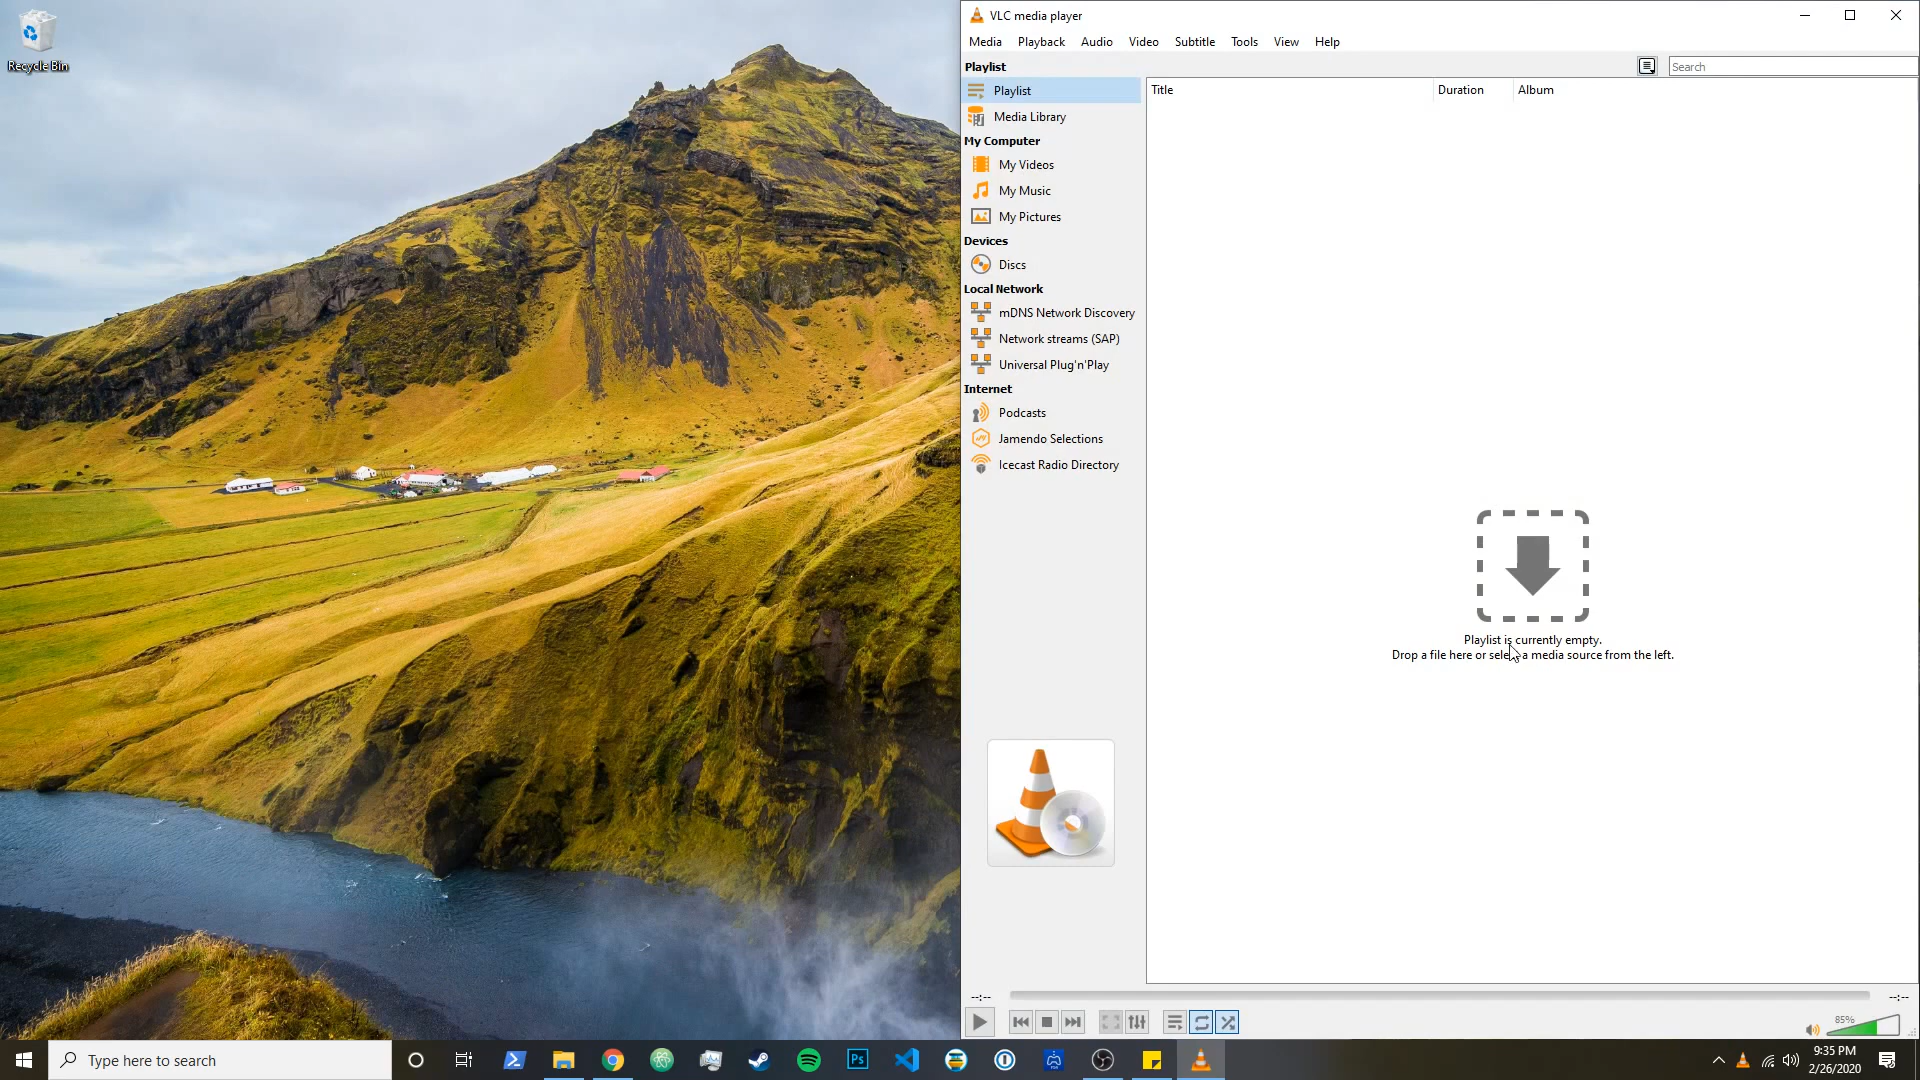 Recycle Bin
VLC media player
Media Playback Audio Video Subtitle Tools View Help
Playlist
Search
Playlist
Media Library
My Computer
My Videos
My Music
My Pictures
Devices
Discs
Local Network
mDNS Network Discovery
Network streams (SAP)
Universal Plug'n'Play
Internet
Podcasts
Jamendo Selections
Icecast Radio Directory
Title Duration Album
Playlist is currently empty.
Drop a file here or select a media source from the left.
--:-- --:--
85%
Type here to search
Ps
9:35 PM
2/26/2020